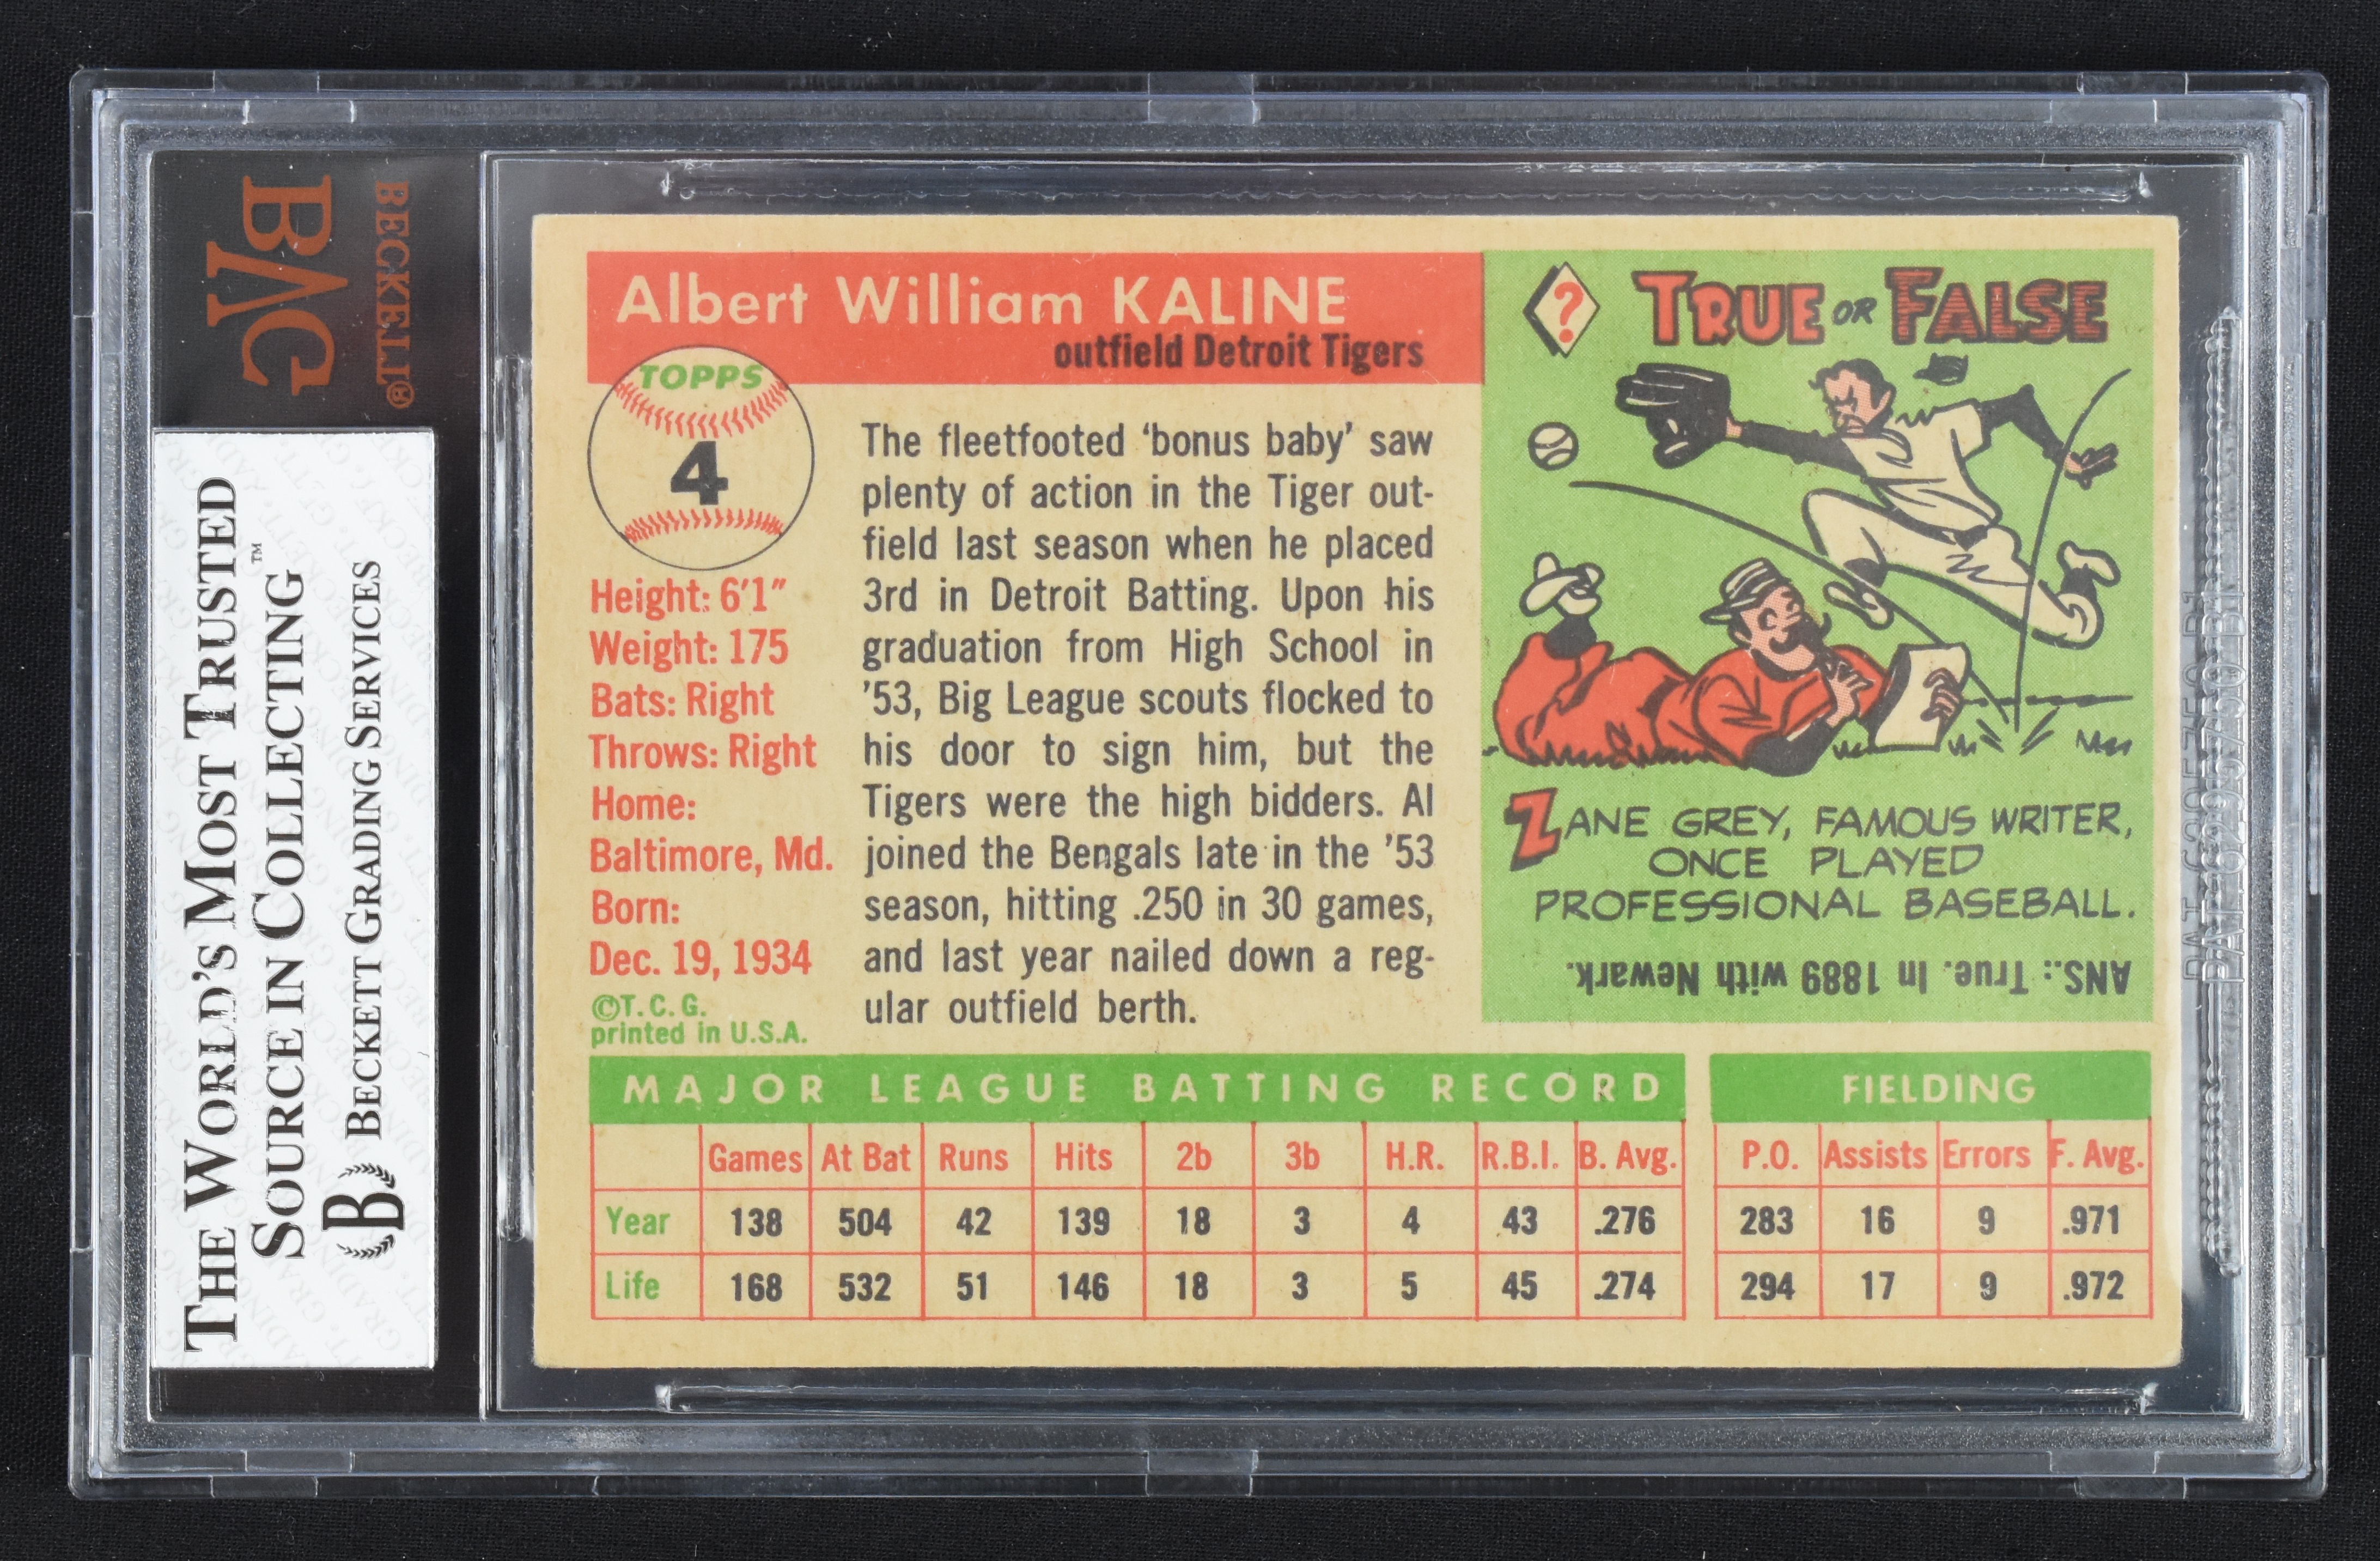 BECKETT®
BVG
THE WORLD'S MOST TRUSTED
SOURCE IN COLLECTING™
B BECKETT GRADING SERVICES
Albert William KALINE
outfield Detroit Tigers
TOPPS
4
Height: 6'1"
Weight: 175
Bats: Right
Throws: Right
Home:
Baltimore, Md.
Born:
Dec. 19, 1934
©T.C.G.
printed in U.S.A.
The fleetfooted ‘bonus baby’ saw
plenty of action in the Tiger out-
field last season when he placed
3rd in Detroit Batting. Upon his
graduation from High School in
’53, Big League scouts flocked to
his door to sign him, but the
Tigers were the high bidders. Al
joined the Bengals late in the ’53
season, hitting .250 in 30 games,
and last year nailed down a reg-
ular outfield berth.
? TRUE OR FALSE
ZANE GREY, FAMOUS WRITER,
ONCE PLAYED
PROFESSIONAL BASEBALL.
ANS.: True. In 1889 with Newark.
MAJOR LEAGUE BATTING RECORD
Games At Bat Runs Hits 2b 3b H.R. R.B.I. B. Avg.
Year 138 504 42 139 18 3 4 43 .276
Life 168 532 51 146 18 3 5 45 .274
FIELDING
P.O. Assists Errors F. Avg.
283 16 9 .971
294 17 9 .972